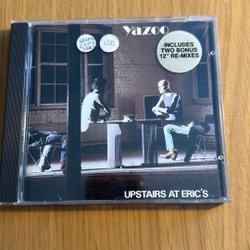 yazoo
INCLUDES
TWO BONUS
12" RE-MIXES
UPSTAIRS AT ERIC'S